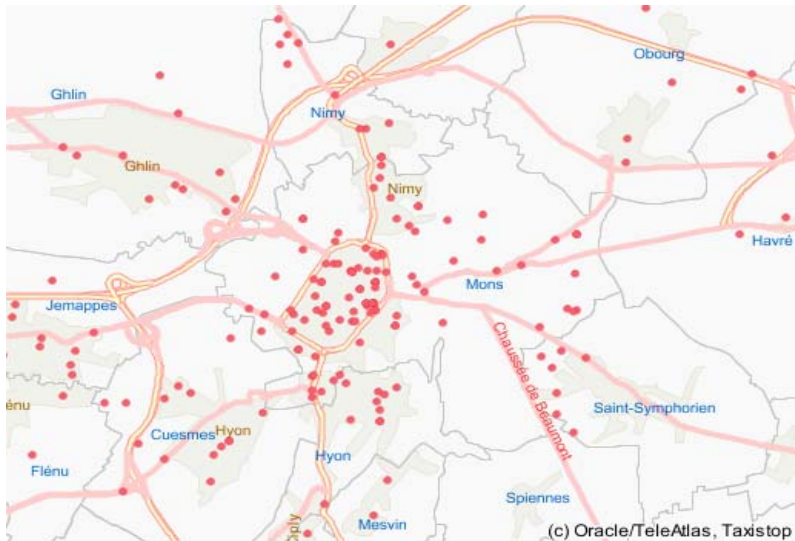 Obourg
Ghlin
Nimy
Ghlin
Nimy
Havré
Mons
Jemappes
Chaussée de Beaumont
Saint-Symphorien
énu
Cuesmes
Hyon
Hyon
Flénu
Spiennes
Mesvin
(c) Oracle/TeleAtlas, Taxistop